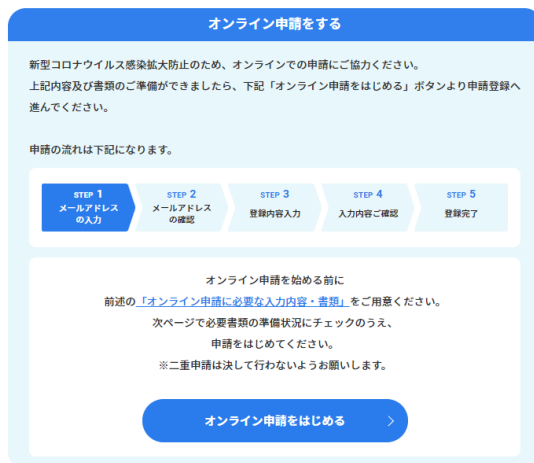 オンライン申請をする
新型コロナウイルス感染拡大防止のため、オンラインでの申請にご協力ください。
上記内容及び書類のご準備ができましたら、下記「オンライン申請をはじめる」ボタンより申請登録へ
進んでください。
申請の流れは下記になります。
STEP 1
メールアドレス
の入力
STEP 2
メールアドレス
の確認
STEP 3
登録内容入力
STEP 4
入力内容ご確認
STEP 5
登録完了
オンライン申請を始める前に
前述の「オンライン申請に必要な入力内容・書類」をご用意ください。
次ページで必要書類の準備状況にチェックのうえ、
申請をはじめてください。
※二重申請は決して行わないようお願いします。
オンライン申請をはじめる